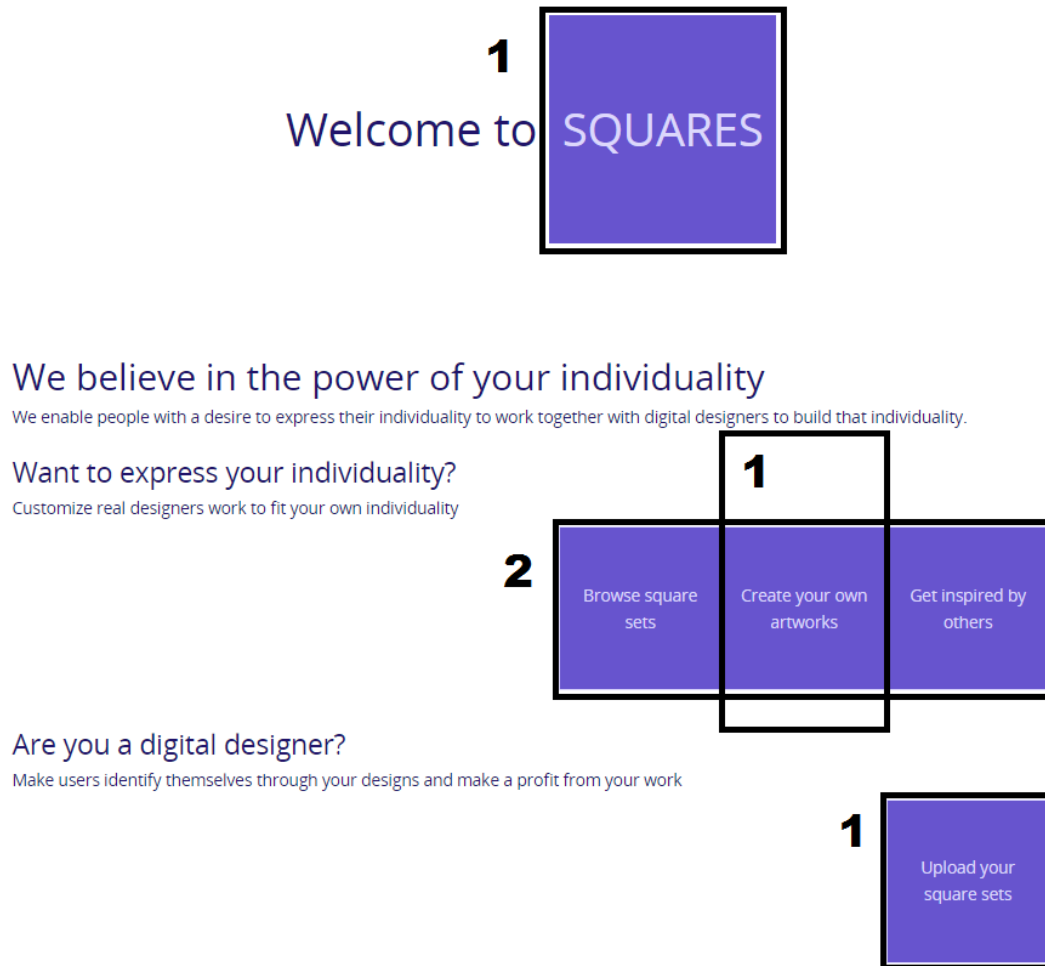 1
Welcome to SQUARES
We believe in the power of your individuality
We enable people with a desire to express their individuality to work together with digital designers to build that individuality.
Want to express your individuality?
Customize real designers work to fit your own individuality
1
2
Browse square
sets
Create your own
artworks
Get inspired by
others
Are you a digital designer?
Make users identify themselves through your designs and make a profit from your work
1
Upload your
square sets